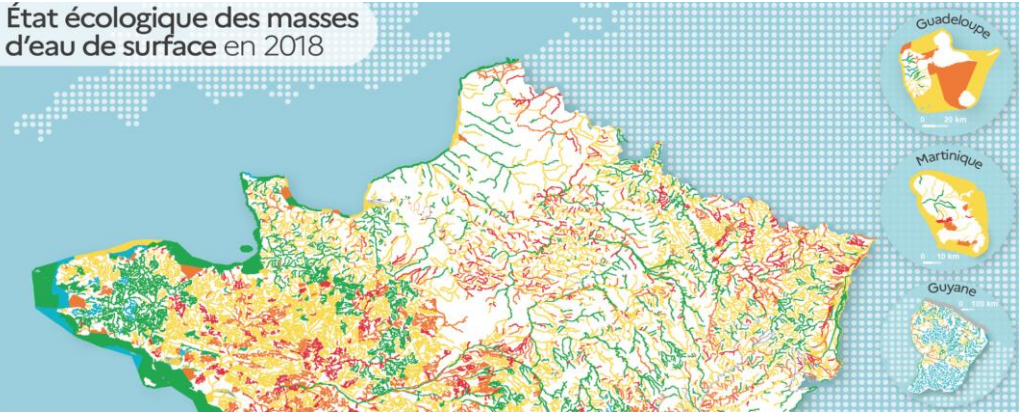 État écologique des masses
d'eau de surface en 2018
Guadeloupe
0 20 km
Martinique
0 10 km
Guyane
0 100 km